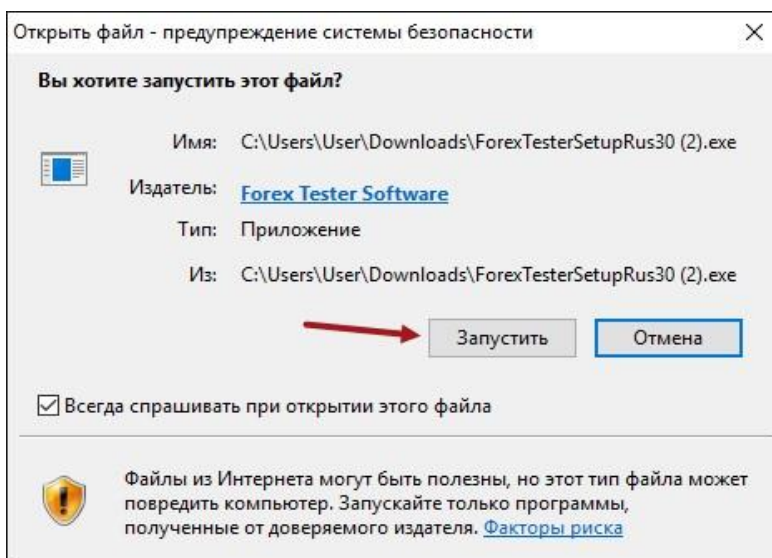 Открыть файл - предупреждение системы безопасности
Вы хотите запустить этот файл?
Имя: C:\Users\User\Downloads\ForexTesterSetupRus30 (2).exe
Издатель: Forex Tester Software
Тип: Приложение
Из: C:\Users\User\Downloads\ForexTesterSetupRus30 (2).exe
Запустить Отмена
Всегда спрашивать при открытии этого файла
Файлы из Интернета могут быть полезны, но этот тип файла может
повредить компьютер. Запускайте только программы,
полученные от доверяемого издателя. Факторы риска